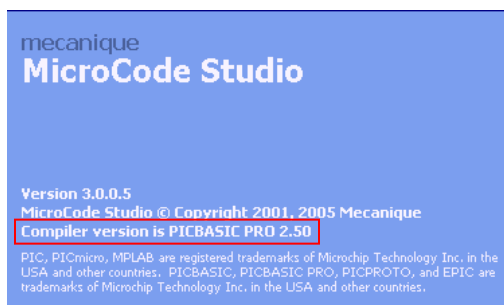 mecanique
MicroCode Studio
Version 3.0.0.5
MicroCode Studio © Copyright 2001, 2005 Mecanique
Compiler version is PICBASIC PRO 2.50
PIC, PICmicro, MPLAB are registered trademarks of Microchip Technology Inc. in the
USA and other countries. PICBASIC, PICBASIC PRO, PICPROTO, and EPIC are
trademarks of Microchip Technology Inc. in the USA and other countries.